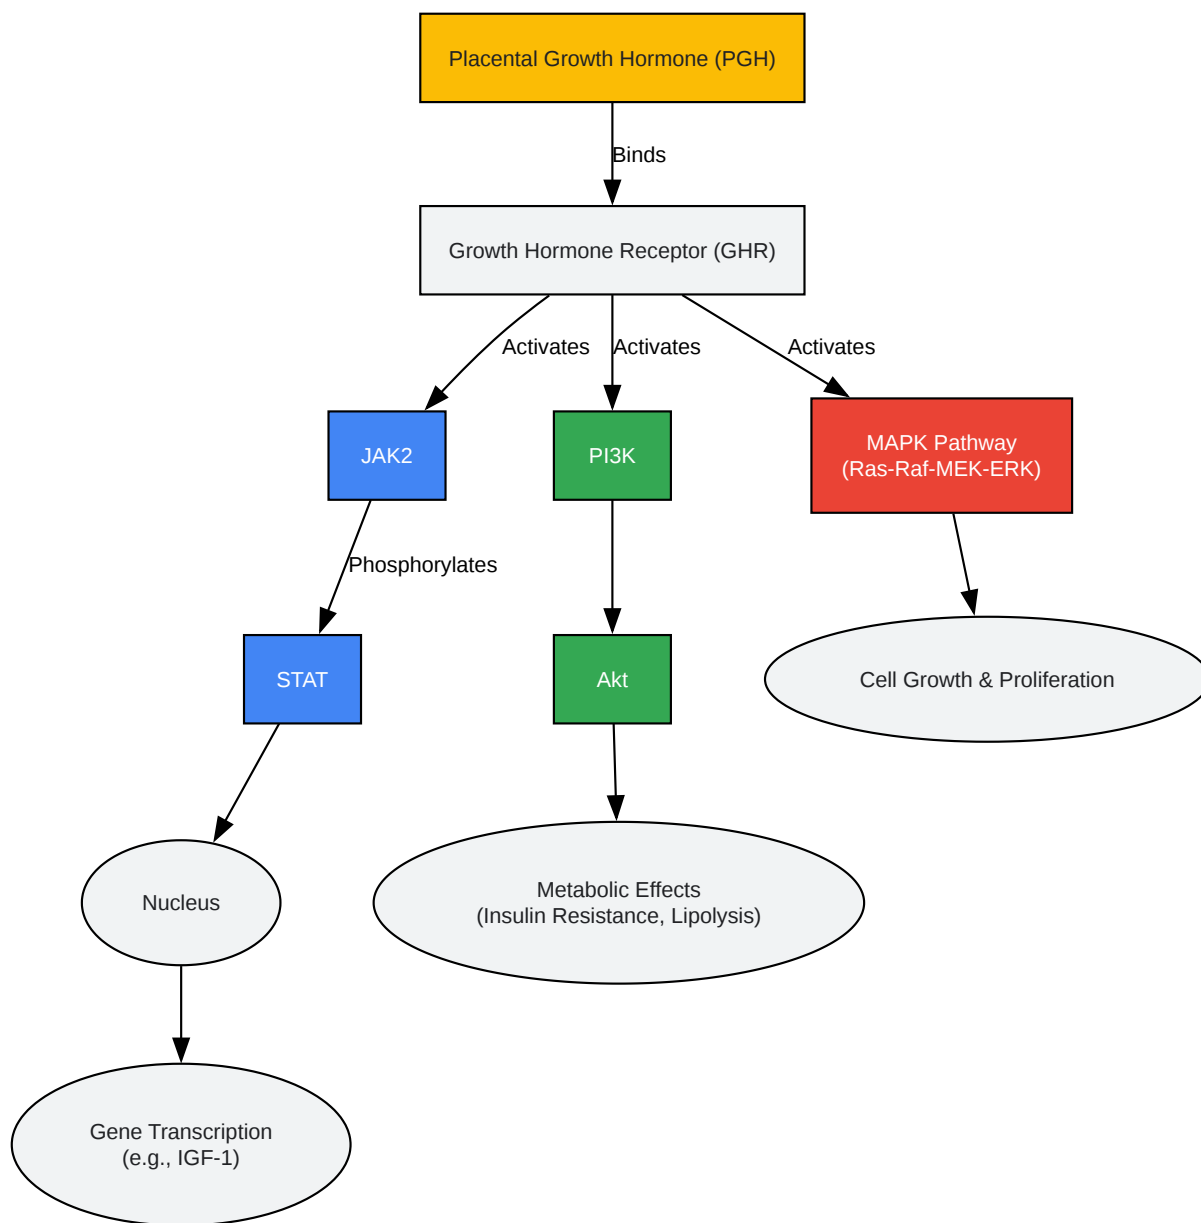 Placental Growth Hormone (PGH)
Binds
Growth Hormone Receptor (GHR)
Activates
Activates
Activates
JAK2
PI3K
MAPK Pathway
(Ras-Raf-MEK-ERK)
Phosphorylates
STAT
Akt
Cell Growth & Proliferation
Nucleus
Metabolic Effects
(Insulin Resistance, Lipolysis)
Gene Transcription
(e.g., IGF-1)